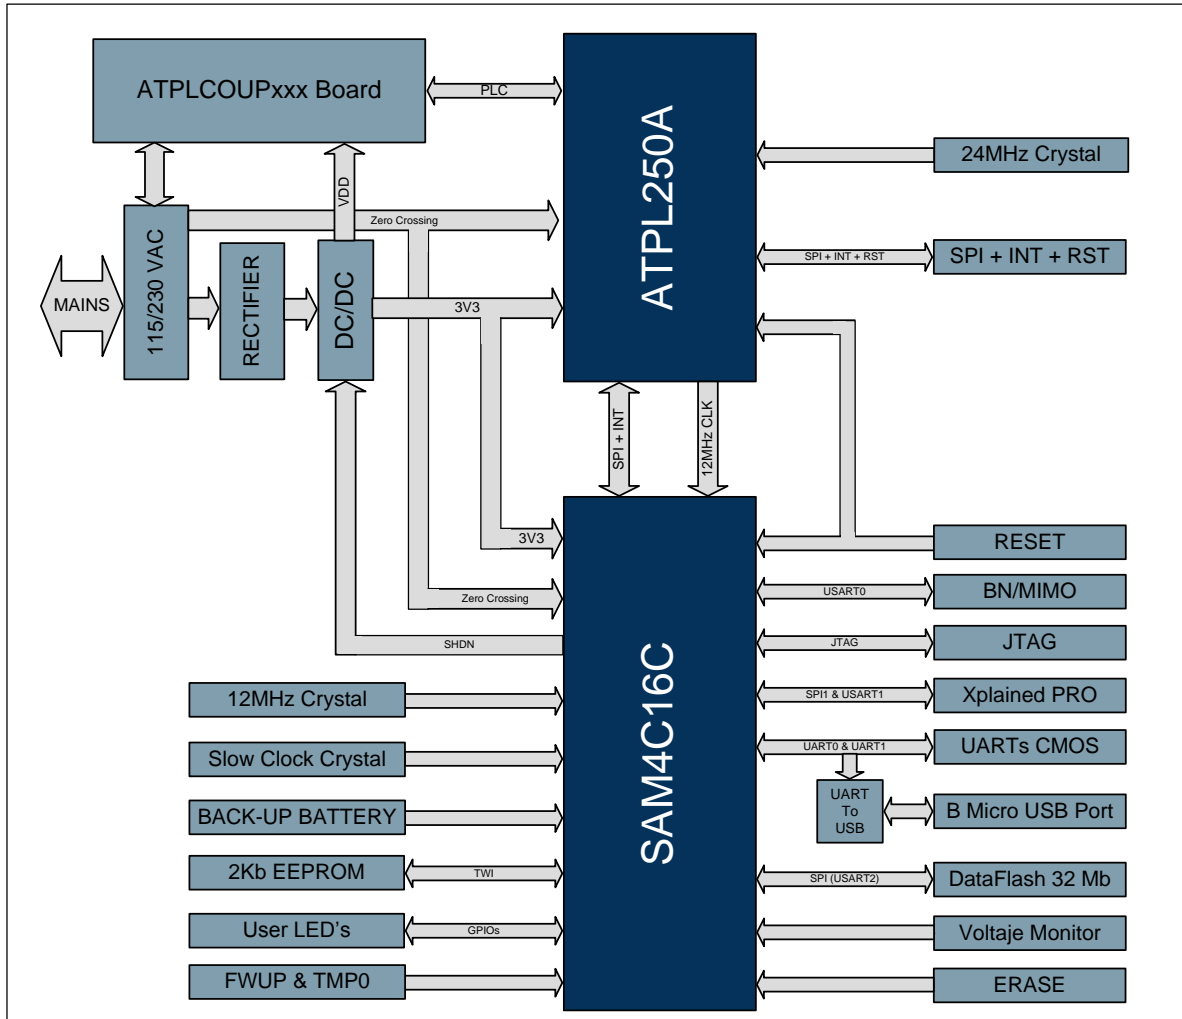 ATPLCOUPxxx Board
PLC
ATPL250A
24MHz Crystal
VDD
Zero Crossing
115/230 VAC
SPI + INT + RST
SPI + INT + RST
MAINS
RECTIFIER
DC/DC
3V3
SPI + INT
12MHz CLK
SAM4C16C
3V3
RESET
Zero Crossing
USART0
BN/MIMO
SHDN
JTAG
JTAG
12MHz Crystal
SPI1 & USART1
Xplained PRO
Slow Clock Crystal
UART0 & UART1
UARTs CMOS
BACK-UP BATTERY
UART
To
USB
B Micro USB Port
2Kb EEPROM
TWI
SPI (USART2)
DataFlash 32 Mb
User LED's
GPIOs
Voltaje Monitor
FWUP & TMP0
ERASE